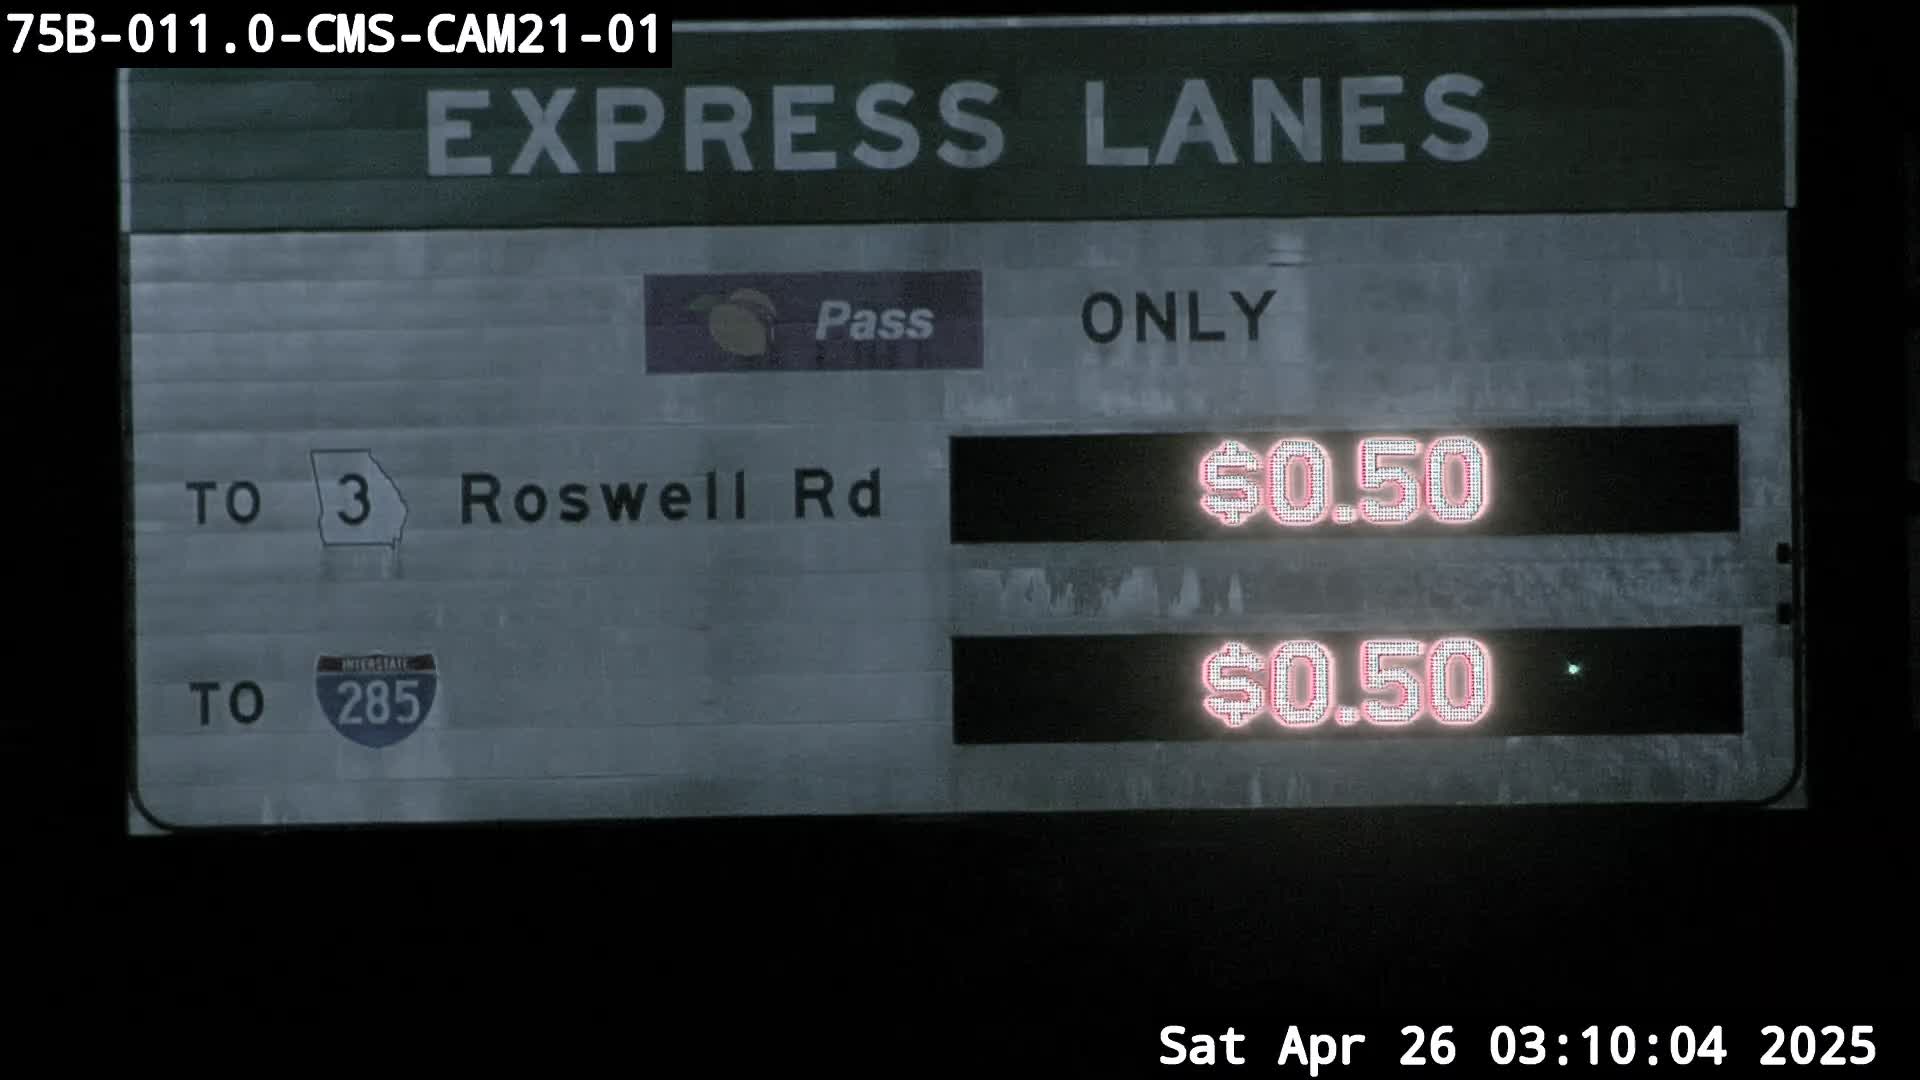 75B-011.0-CMS-CAM21-01
EXPRESS LANES
Pass ONLY
TO 3 Roswell Rd $0.50
INTERSTATE
TO 285 $0.50
Sat Apr 26 03:10:04 2025